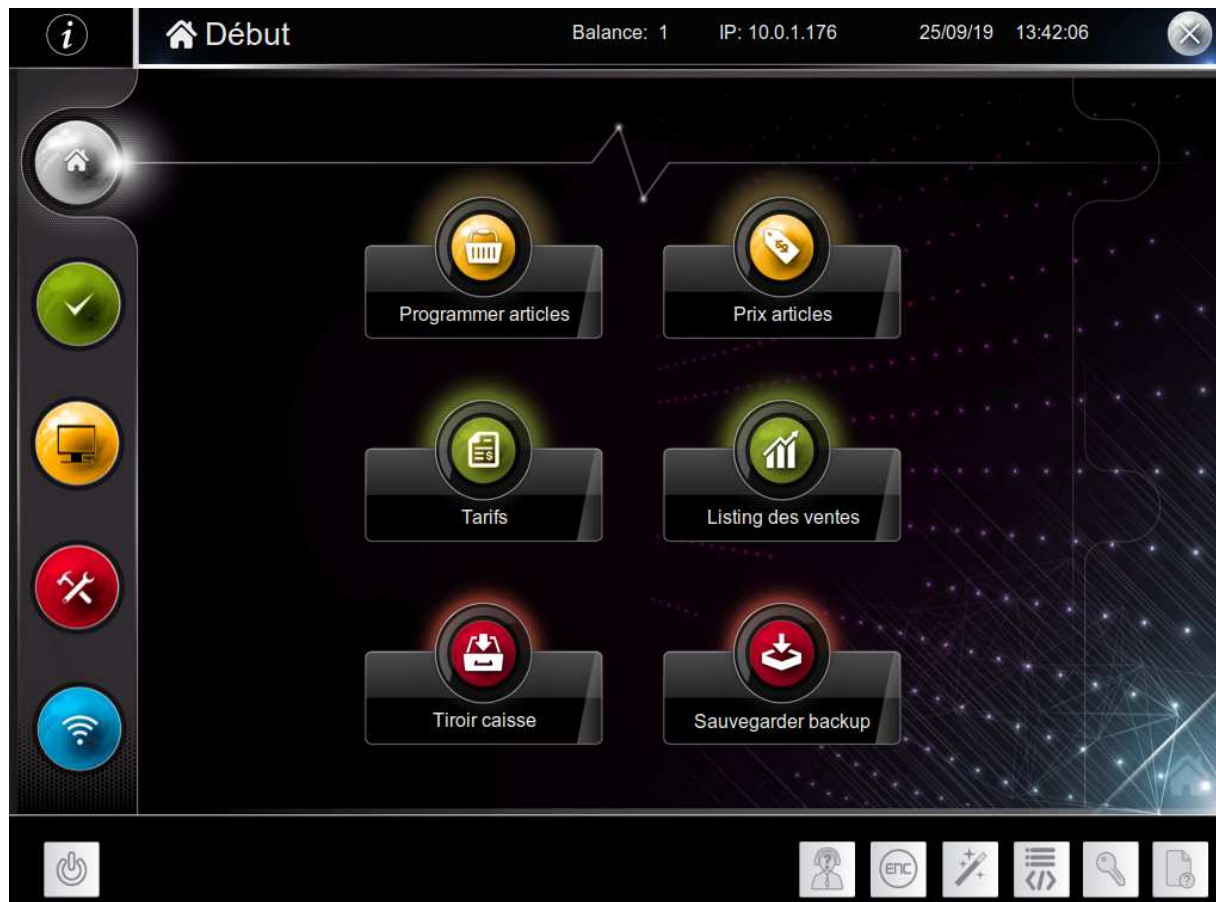 i
Début
Balance: 1 IP: 10.0.1.176 25/09/19 13:42:06
Programmer articles
Prix articles
Tarifs
Listing des ventes
Tiroir caisse
Sauvegarder backup
ENC